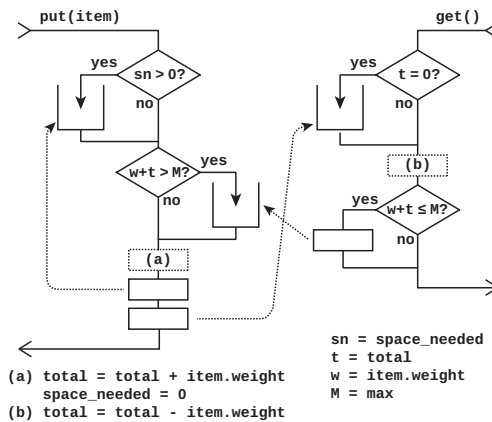 put(item)
get()
yes
sn > 0?
no
yes
t = 0?
no
w+t > M?
yes
no
(b)
yes
w+t ≤ M?
no
(a)
sn = space_needed
t = total
w = item.weight
M = max
(a) total = total + item.weight
space_needed = 0
(b) total = total - item.weight